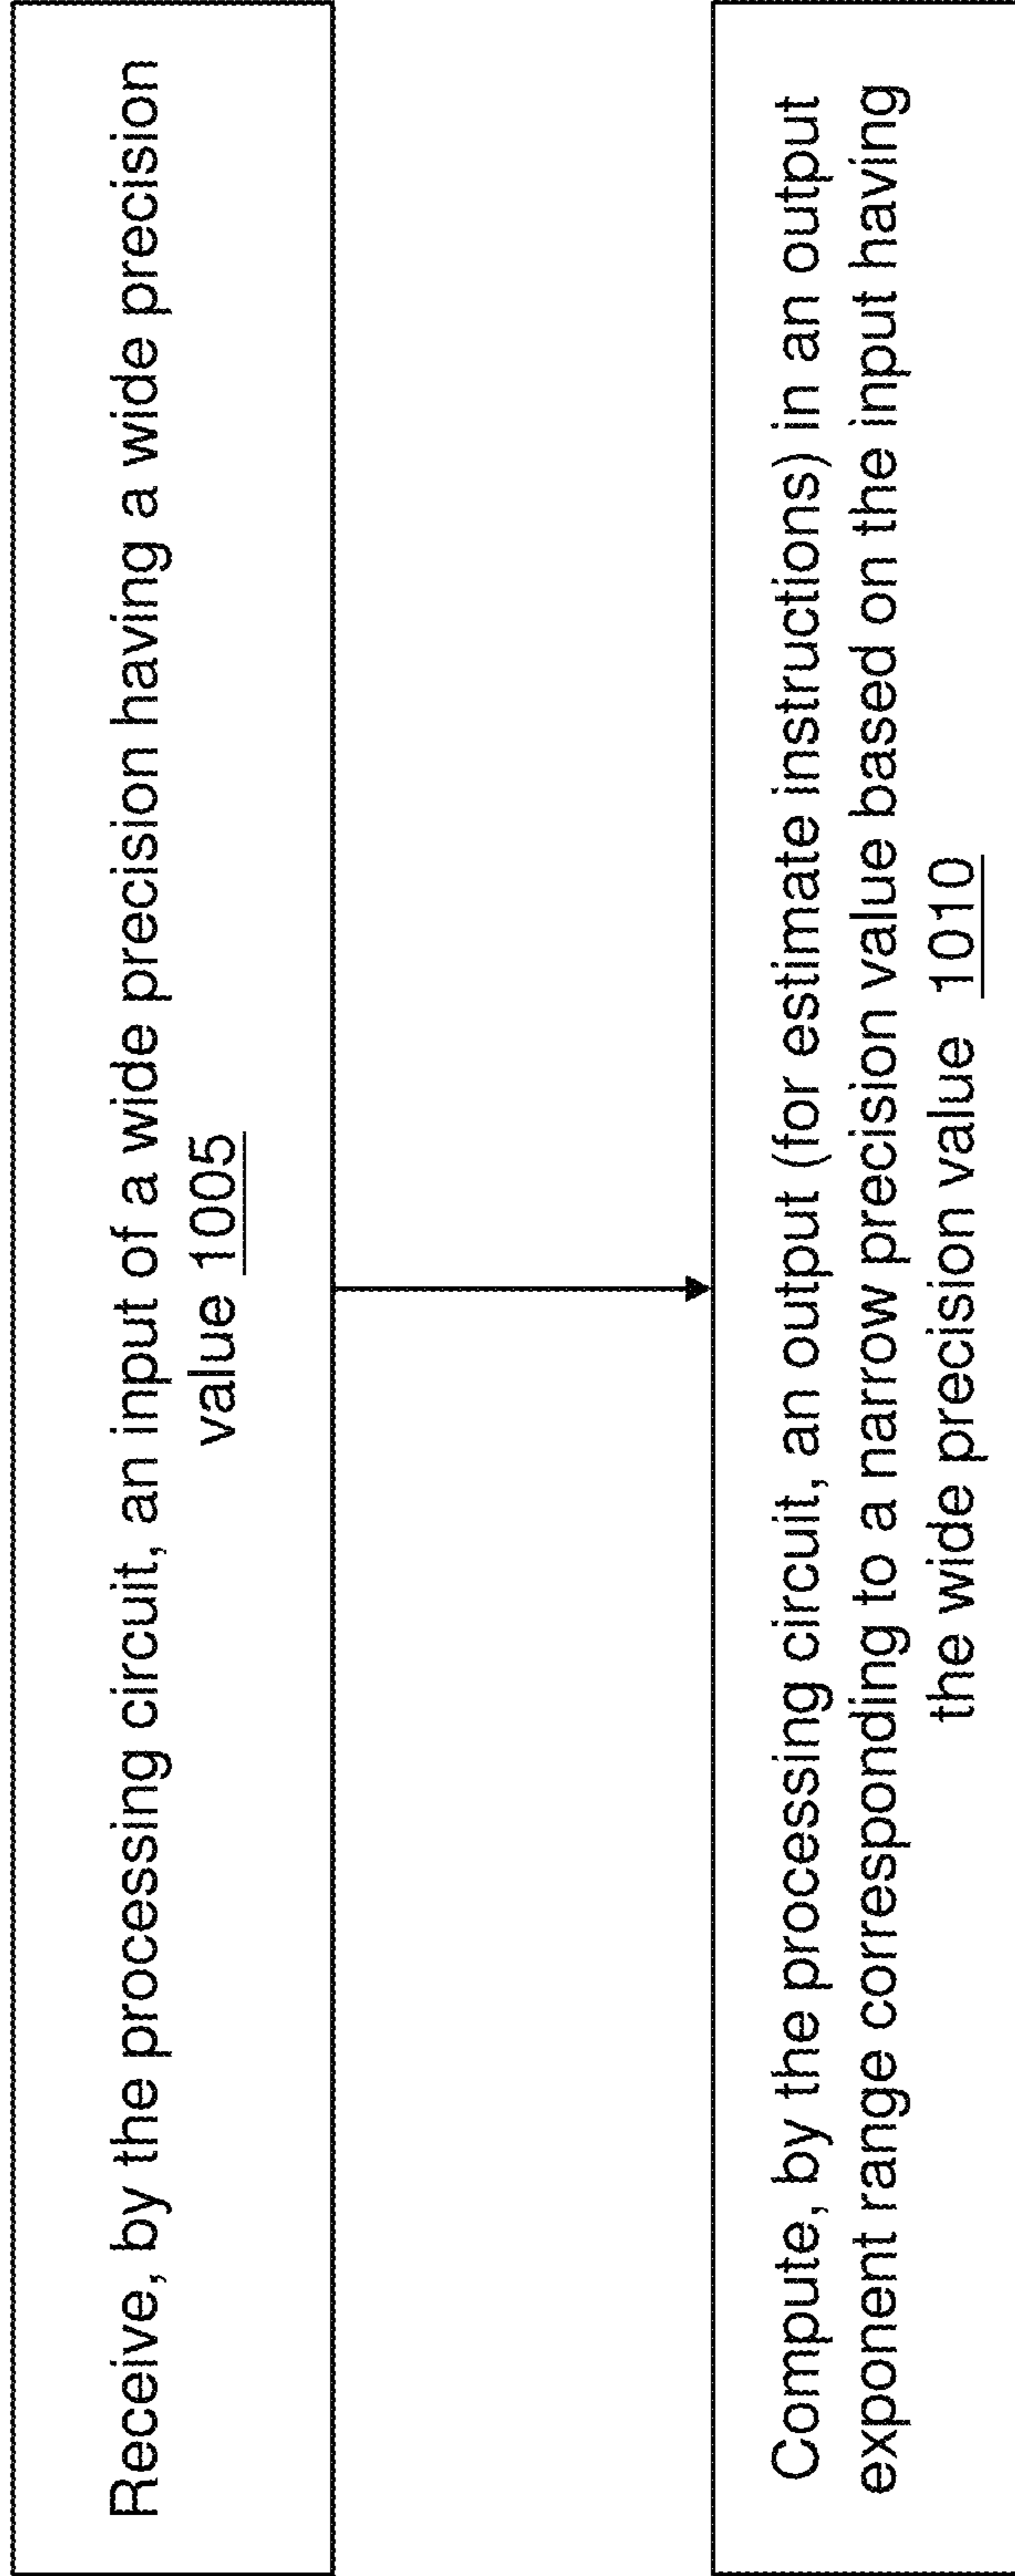 Receive, by the processing circuit, an input of a wide precision having a wide precision
value 1005
Compute, by the processing circuit, an output (for estimate instructions) in an output
exponent range corresponding to a narrow precision value based on the input having
the wide precision value 1010